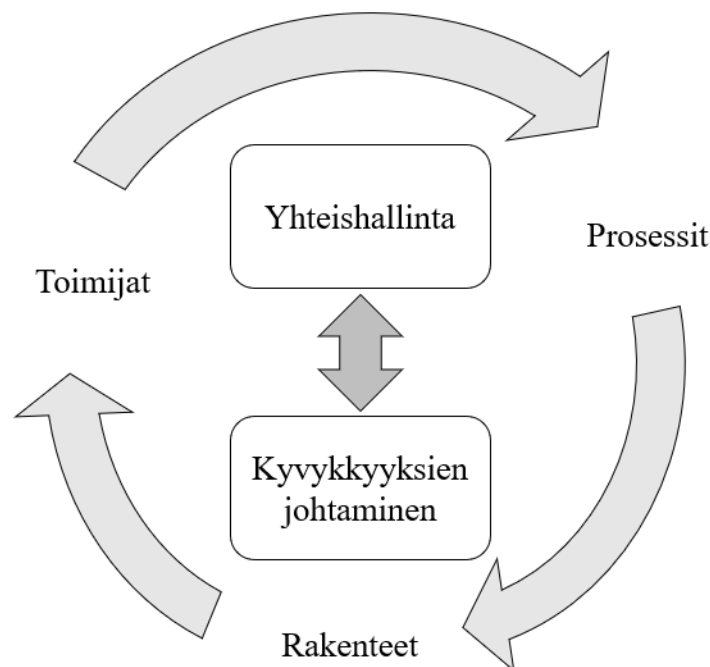 Yhteishallinta
Prosessit
Toimijat
Kyvykkyyksien
johtaminen
Rakenteet